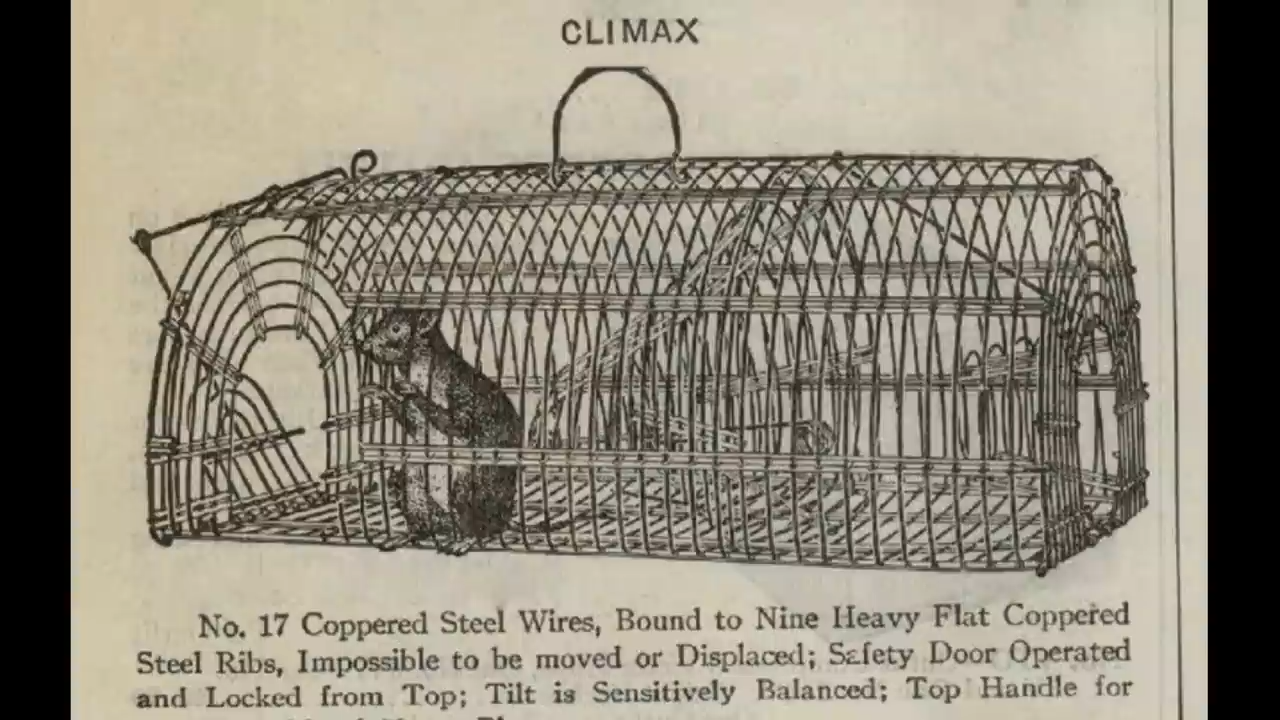 CLIMAX
No. 17 Coppered Steel Wires, Bound to Nine Heavy Flat Coppered
Steel Ribs, Impossible to be moved or Displaced; Safety Door Operated
and Locked from Top; Tilt is Sensitively Balanced; Top Handle for